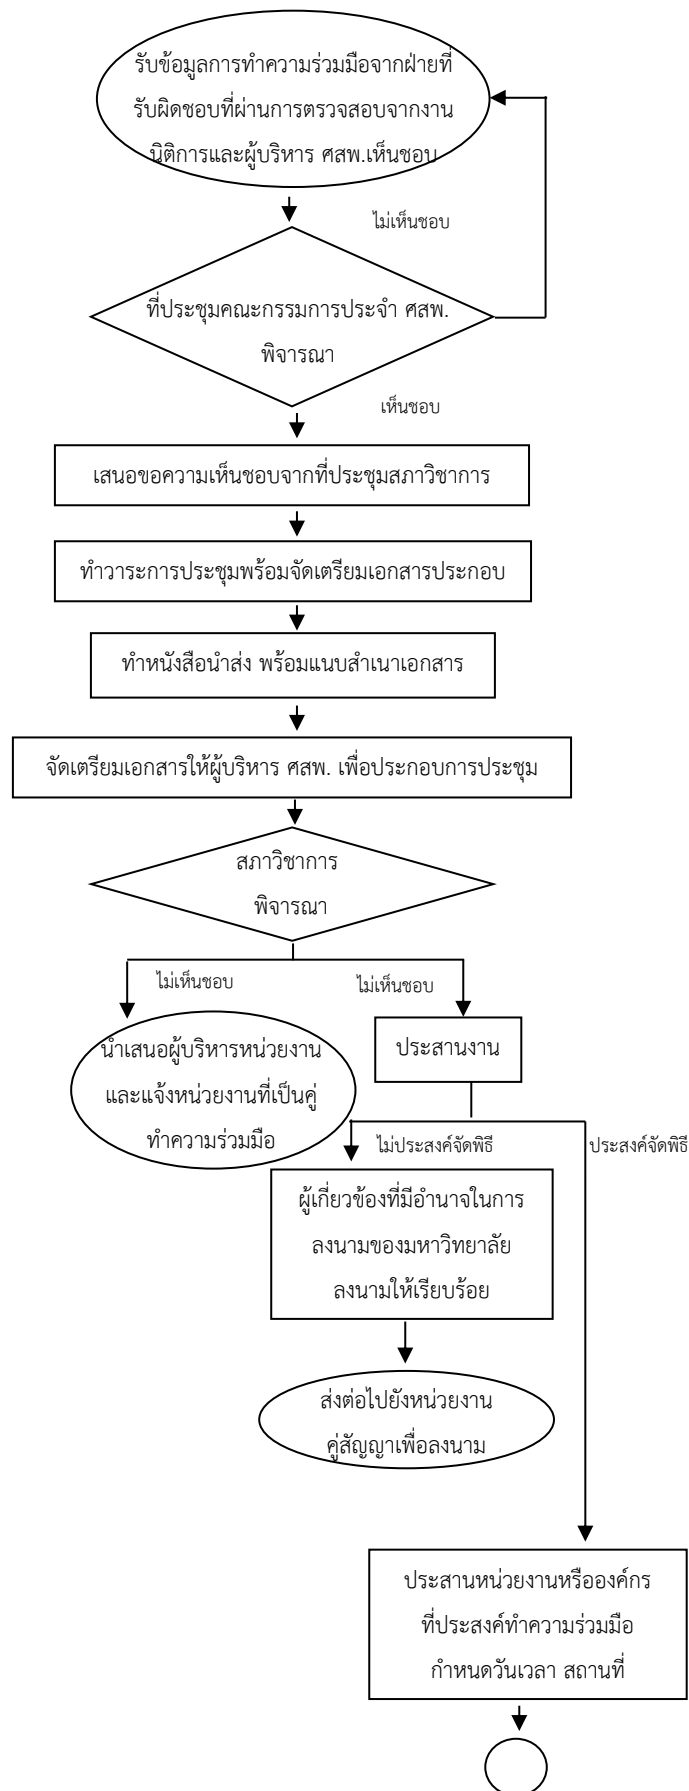 รับข้อมูลการทำความร่วมมือจากฝ่ายที่
รับผิดชอบที่ผ่านการตรวจสอบจากงาน
นิติการและผู้บริหาร ศสพ.เห็นชอบ
ไม่เห็นชอบ
ที่ประชุมคณะกรรมการประจำ ศสพ.
พิจารณา
เห็นชอบ
เสนอขอความเห็นชอบจากที่ประชุมสภาวิชาการ
ทำวาระการประชุมพร้อมจัดเตรียมเอกสารประกอบ
ทำหนังสือนำส่ง พร้อมแนบสำเนาเอกสาร
จัดเตรียมเอกสารให้ผู้บริหาร ศสพ. เพื่อประกอบการประชุม
สภาวิชาการ
พิจารณา
ไม่เห็นชอบ
ไม่เห็นชอบ
นำเสนอผู้บริหารหน่วยงาน
และแจ้งหน่วยงานที่เป็นคู่
ทำความร่วมมือ
ประสานงาน
ไม่ประสงค์จัดพิธี
ประสงค์จัดพิธี
ผู้เกี่ยวข้องที่มีอำนาจในการ
ลงนามของมหาวิทยาลัย
ลงนามให้เรียบร้อย
ส่งต่อไปยังหน่วยงาน
คู่สัญญาเพื่อลงนาม
ประสานหน่วยงานหรือองค์กร
ที่ประสงค์ทำความร่วมมือ
กำหนดวันเวลา สถานที่